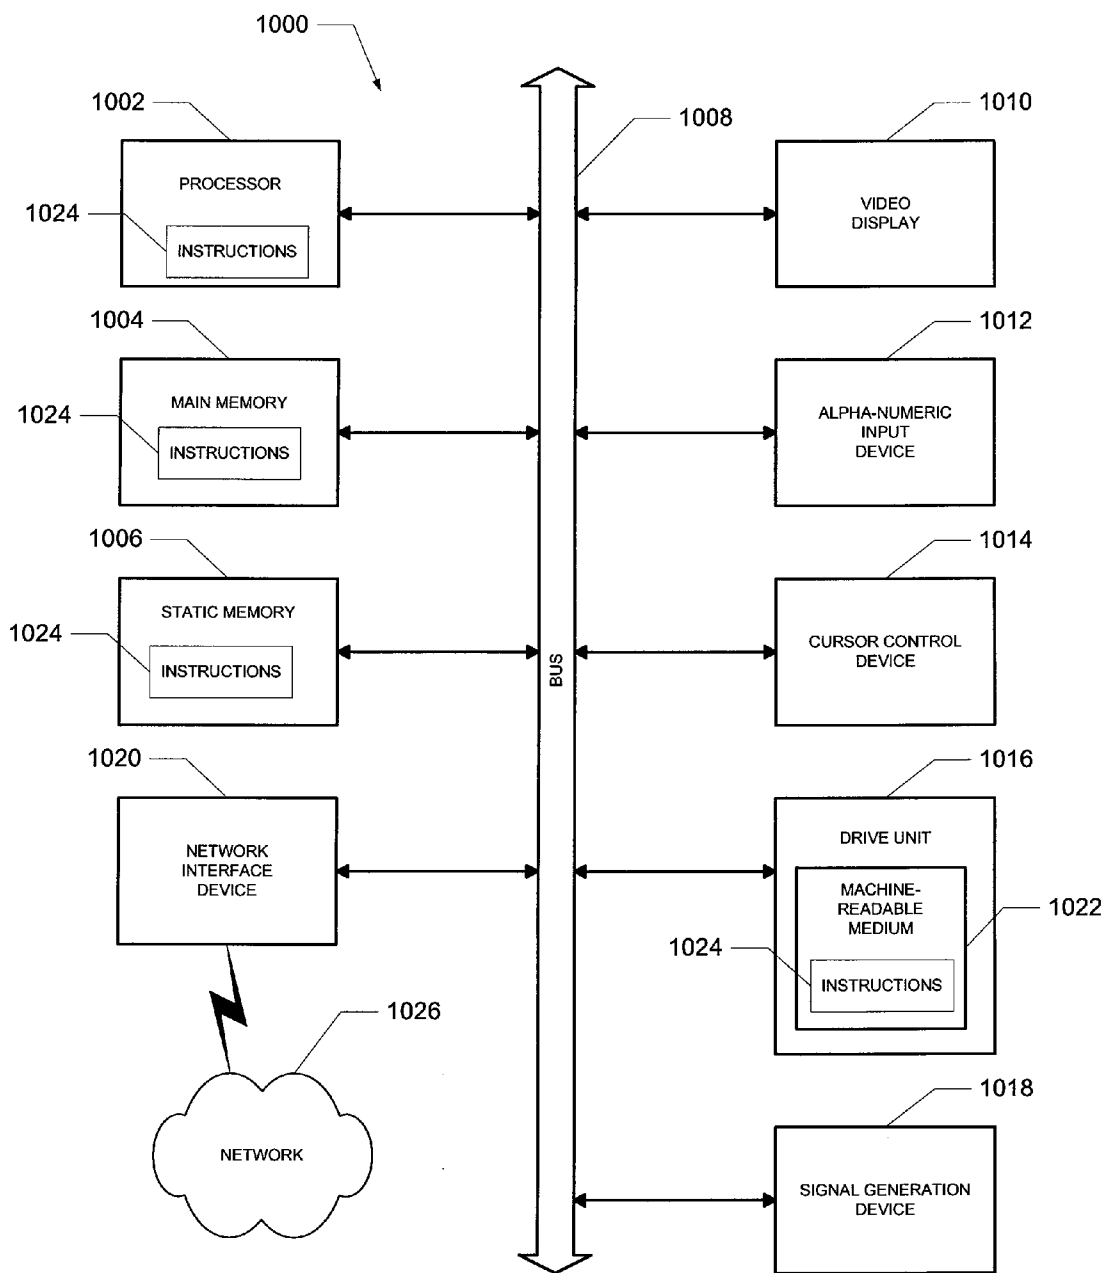 1000
1002
1008
1010
PROCESSOR
1024
INSTRUCTIONS
VIDEO
DISPLAY
1004
1012
MAIN MEMORY
1024
INSTRUCTIONS
ALPHA-NUMERIC
INPUT
DEVICE
1006
1014
STATIC MEMORY
1024
INSTRUCTIONS
CURSOR CONTROL
DEVICE
BUS
1020
1016
NETWORK
INTERFACE
DEVICE
DRIVE UNIT
MACHINE-
READABLE
MEDIUM
1022
1024
INSTRUCTIONS
1026
NETWORK
1018
SIGNAL GENERATION
DEVICE